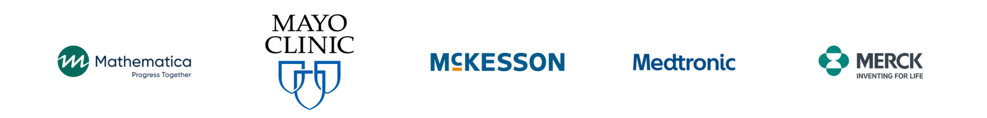 Mathematica
Progress Together
MAYO
CLINIC
McKESSON
Medtronic
MERCK
INVENTING FOR LIFE